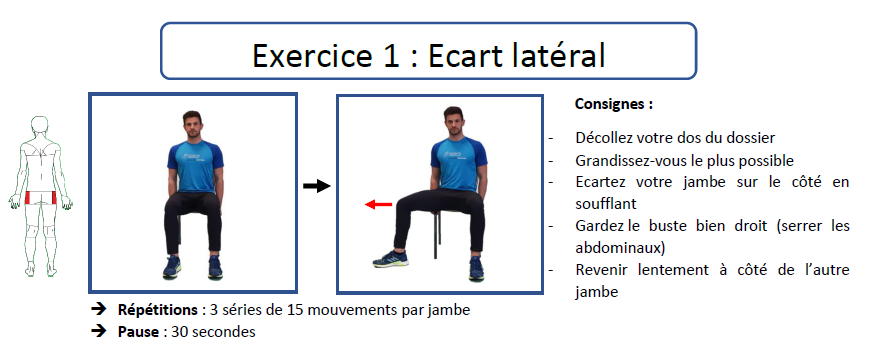 Exercice 1 : Ecart latéral
Consignes :
- Décollez votre dos du dossier
- Grandissez-vous le plus possible
- Ecartez votre jambe sur le côté en
soufflant
- Gardez le buste bien droit (serrer les
abdominaux)
- Revenir lentement à côté de l’autre
jambe
➔ Répétitions : 3 séries de 15 mouvements par jambe
➔ Pause : 30 secondes